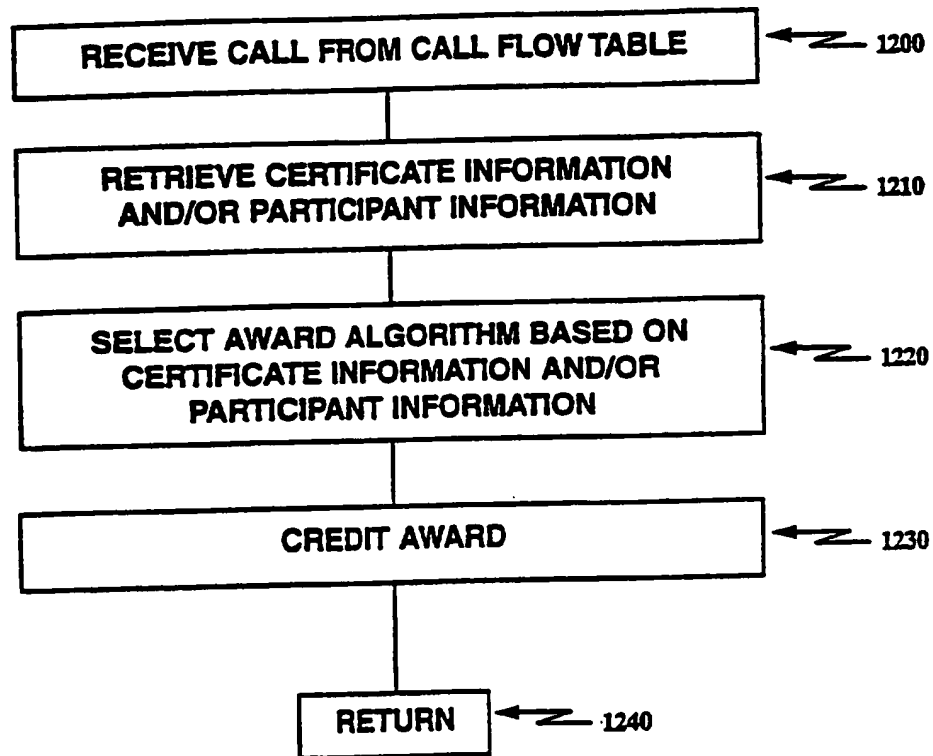 RECEIVE CALL FROM CALL FLOW TABLE
1200
RETRIEVE CERTIFICATE INFORMATION
AND/OR PARTICIPANT INFORMATION
1210
SELECT AWARD ALGORITHM BASED ON
CERTIFICATE INFORMATION AND/OR
PARTICIPANT INFORMATION
1220
CREDIT AWARD
1230
RETURN
1240